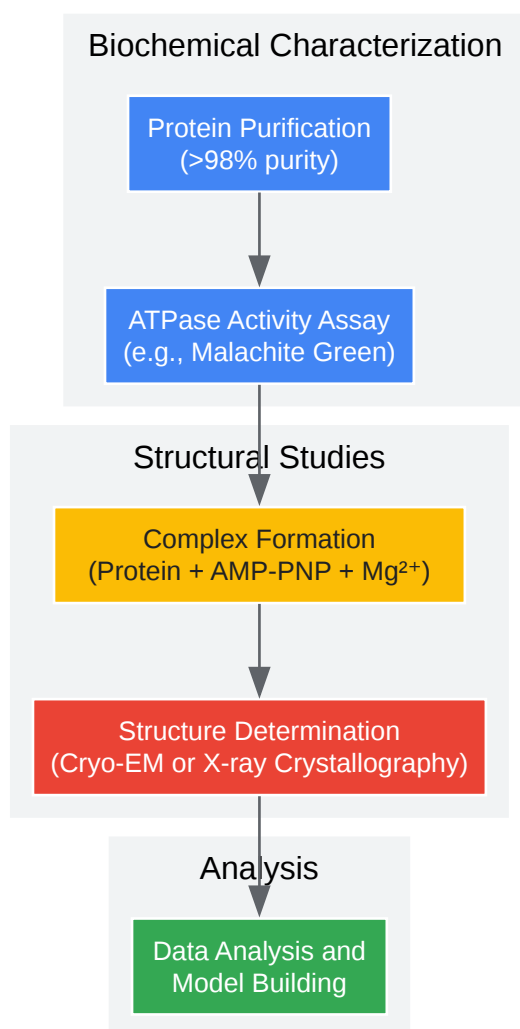 Biochemical Characterization
Protein Purification
(>98% purity)
ATPase Activity Assay
(e.g., Malachite Green)
Structural Studies
Complex Formation
(Protein + AMP-PNP + Mg²⁺)
Structure Determination
(Cryo-EM or X-ray Crystallography)
Analysis
Data Analysis and
Model Building